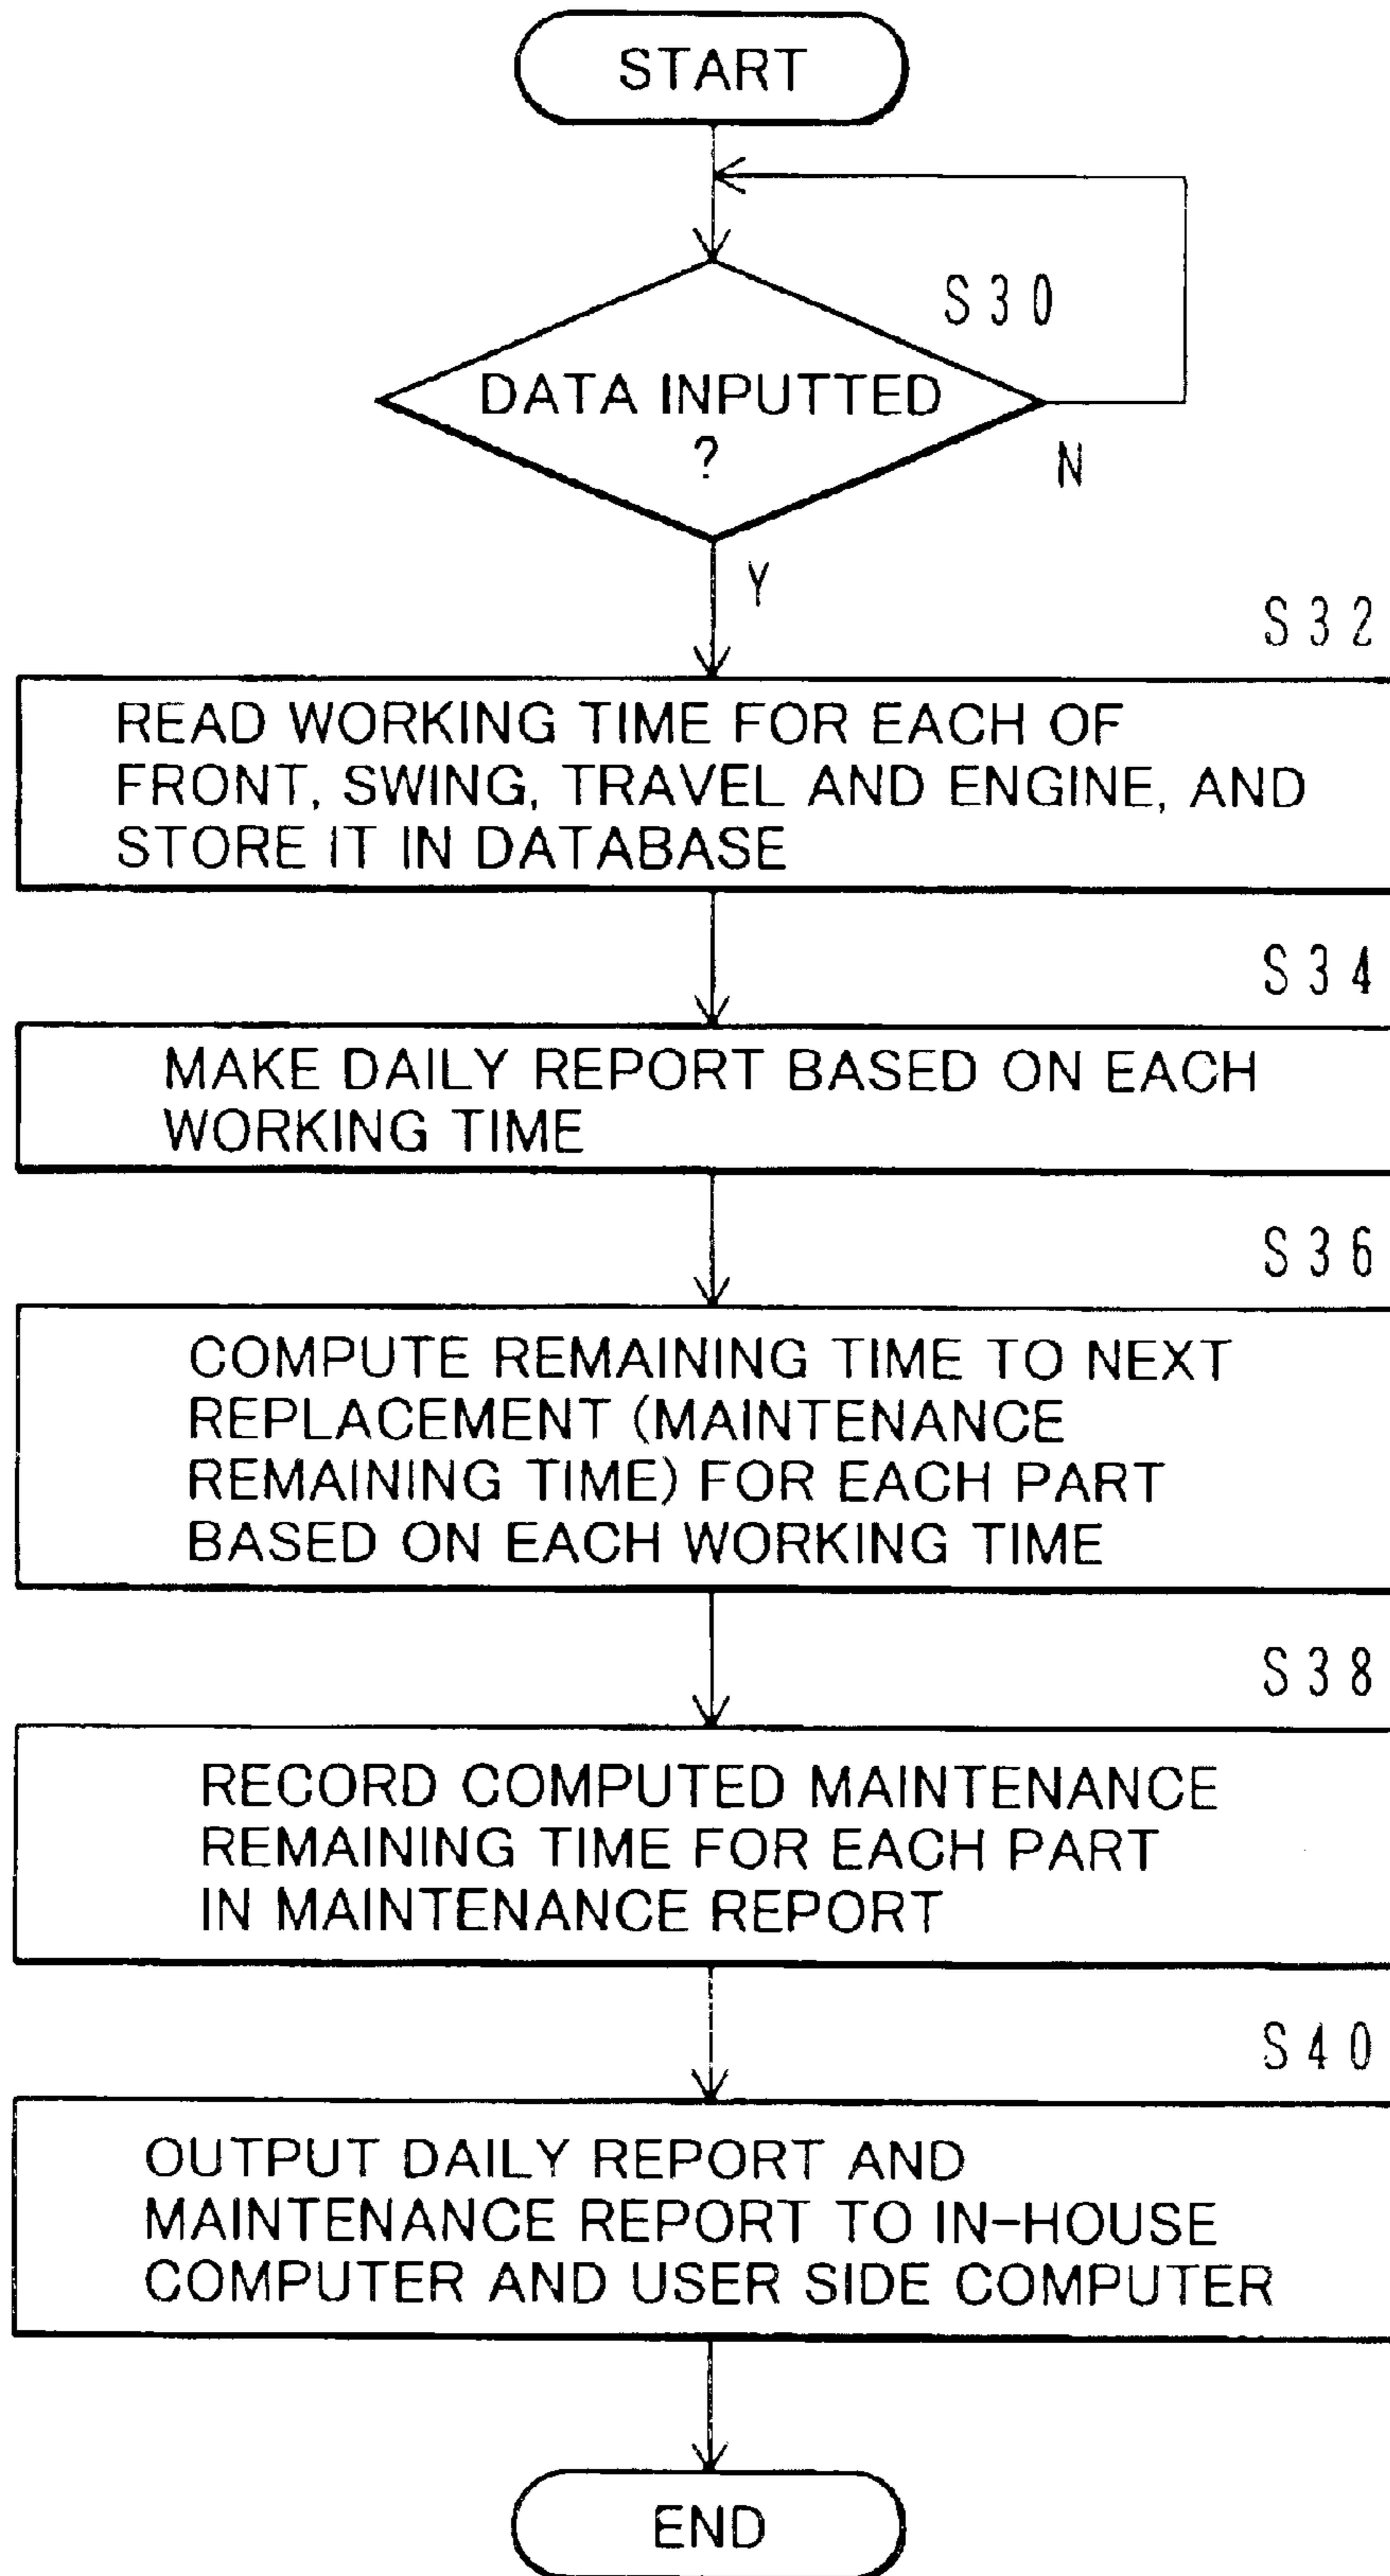 START
S30
DATA INPUTTED
?
N
Y
S32
READ WORKING TIME FOR EACH OF
FRONT, SWING, TRAVEL AND ENGINE, AND
STORE IT IN DATABASE
S34
MAKE DAILY REPORT BASED ON EACH
WORKING TIME
S36
COMPUTE REMAINING TIME TO NEXT
REPLACEMENT (MAINTENANCE
REMAINING TIME) FOR EACH PART
BASED ON EACH WORKING TIME
S38
RECORD COMPUTED MAINTENANCE
REMAINING TIME FOR EACH PART
IN MAINTENANCE REPORT
S40
OUTPUT DAILY REPORT AND
MAINTENANCE REPORT TO IN-HOUSE
COMPUTER AND USER SIDE COMPUTER
END